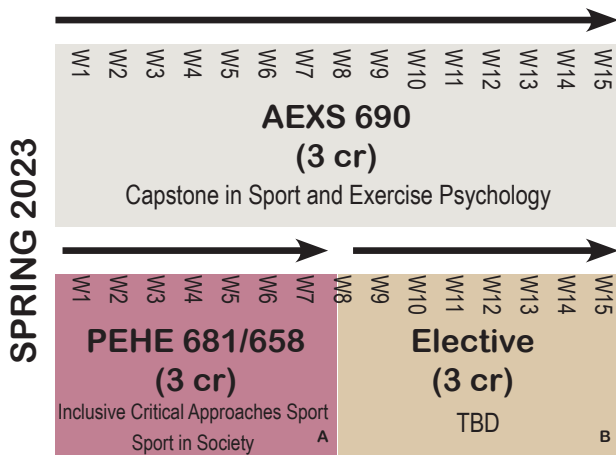 SPRING 2023
W1 W2 W3 W4 W5 W6 W7 W8 W9 W10 W11 W12 W13 W14 W15
AEXS 690
(3 cr)
Capstone in Sport and Exercise Psychology
W1 W2 W3 W4 W5 W6 W7 W8 W9 W10 W11 W12 W13 W14 W15
PEHE 681/658
(3 cr)
Inclusive Critical Approaches Sport
Sport in Society
A
Elective
(3 cr)
TBD
B